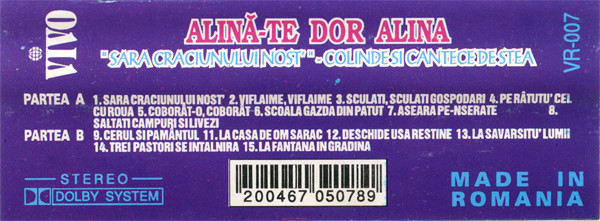 OAIA
ALINĂ-TE DOR ALINA
"SARA CRACIUNULUI NOST'" - COLINDE SI CANTECE DE STEA
VR-007
PARTEA A 1. SARA CRACIUNULUI NOST' 2. VIFLAIME, VIFLAIME 3. SCULATI, SCULATI GOSPODARI 4. PE RÂTUTU' CEL
CU ROUA 5. COBORÂT-O, COBORÂT 6. SCOALA GAZDA DIN PATUT 7. ASEARA PE-NSERATE 8.
SALTATI CAMPURI SI LIVEZI
PARTEA B 9. CERUL SI PAMÂNTUL 11. LA CASA DE OM SARAC 12. DESCHIDE USA RESTINE 13. LA SAVARSITU' LUMII
14. TREI PASTORI SE INTALNIRA 15. LA FANTANA IN GRADINA
STEREO
DOLBY SYSTEM
200467 050789
MADE IN
ROMANIA